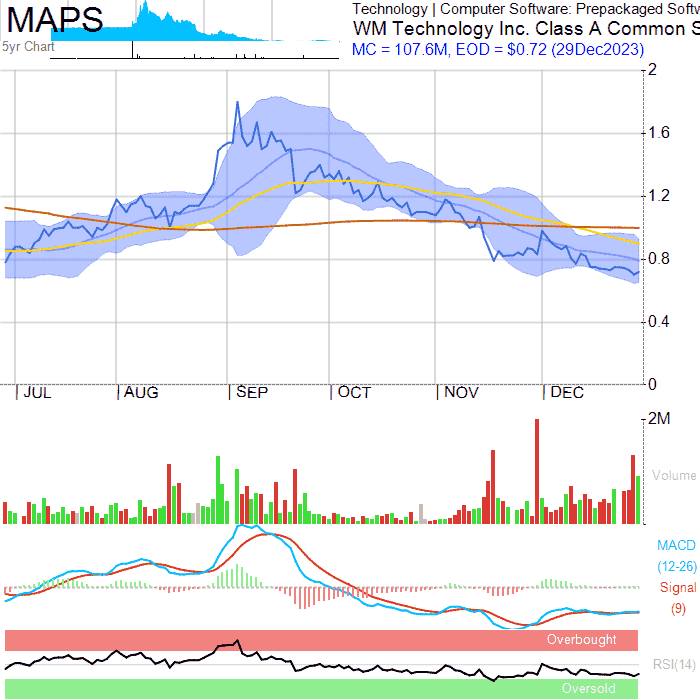 MAPS
5yr Chart
Technology | Computer Software: Prepackaged Softw
WM Technology Inc. Class A Common S
MC = 107.6M, EOD = $0.72 (29Dec2023)
2
1.6
1.2
0.8
0.4
0
JUL AUG SEP OCT NOV DEC
2M
Volume
MACD
(12-26)
Signal
(9)
Overbought
RSI(14)
Oversold